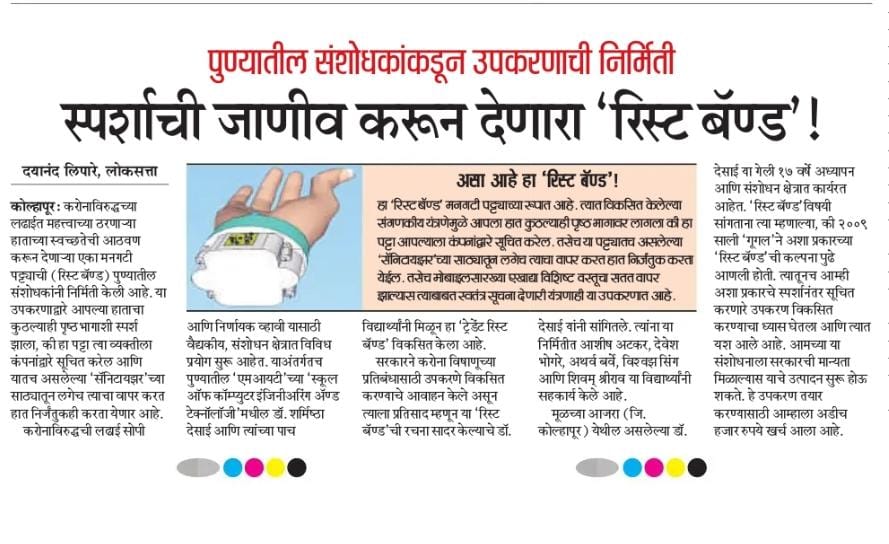 पुण्यातील संशोधकांकडून उपकरणाची निर्मिती
स्पर्शाची जाणीव करून देणारा ‘रिस्ट बॅण्ड’!
दयानंद लिपारे, लोकसत्ता
कोल्हापूर : करोनाविरुद्धच्या
लढाईत महत्त्वाच्या ठरणाऱ्या
हाताच्या स्वच्छतेची आठवण
करून देणाऱ्या एका मनगटी
पट्ट्याची (रिस्ट बॅण्ड) पुण्यातील
संशोधकांनी निर्मिती केली आहे. या
उपकरणाद्वारे आपल्या हाताचा
कुठल्याही पृष्ठ भागाशी स्पर्श
झाला, की हा पट्टा त्या व्यक्तीला
कंपनांद्वारे सूचित करेल आणि
यातच असलेल्या ‘सॅनिटायझर’च्या
साठ्यातून लगेच त्याचा वापर करत
हात निर्जंतुकही करता येणार आहे.
करोनाविरुद्धची लढाई सोपी
असा आहे हा ‘रिस्ट बॅण्ड’!
हा ‘रिस्ट बॅण्ड’ मनगटी पट्ट्याच्या रूपात आहे. त्यात विकसित केलेल्या
संगणकीय यंत्रणेमुळे आपला हात कुठल्याही पृष्ठ भागावर लागला की हा
पट्टा आपल्याला कंपनांद्वारे सूचित करेल. तसेच या पट्ट्यातच असलेल्या
‘सॅनिटायझर’च्या साठ्यातून लगेच त्याचा वापर करत हात निर्जंतुक करता
येईल. तसेच मोबाइलसारख्या एखाद्या विशिष्ट वस्तूचा सतत वापर
झाल्यास त्याबाबत स्वतंत्र सूचना देणारी यंत्रणाही या उपकरणात आहे.
आणि निर्णायक व्हावी यासाठी
वैद्यकीय, संशोधन क्षेत्रात विविध
प्रयोग सुरू आहेत. याअंतर्गतच
पुण्यातील ‘एमआयटी’च्या ‘स्कूल
ऑफ कॉम्प्युटर इंजिनीअरिंग अ‍ॅण्ड
टेक्नॉलॉजी’मधील डॉ. शर्मिष्ठा
देसाई आणि त्यांच्या पाच
विद्यार्थ्यांनी मिळून हा ‘ट्रेडेंट रिस्ट
बॅण्ड’ विकसित केला आहे.
सरकारने करोना विषाणूच्या
प्रतिबंधासाठी उपकरणे विकसित
करण्याचे आवाहन केले असून
त्याला प्रतिसाद म्हणून या ‘रिस्ट
बॅण्ड’ची रचना सादर केल्याचे डॉ.
देसाई यांनी सांगितले. त्यांना या
निर्मितीत आशीष अटकर, देवेश
भोगरे, अथर्व बर्वे, विश्वझा सिंग
आणि शिवम् श्रीराव या विद्यार्थ्यांनी
सहकार्य केले आहे.
मूळच्या आजरा (जि.
कोल्हापूर) येथील असलेल्या डॉ.
देसाई या गेली १७ वर्षे अध्यापन
आणि संशोधन क्षेत्रात कार्यरत
आहेत. ‘रिस्ट बॅण्ड’विषयी
सांगताना त्या म्हणाल्या, की २००९
साली ‘गूगल’ने अशा प्रकारच्या
‘रिस्ट बॅण्ड’ची कल्पना पुढे
आणली होती. त्यातूनच आम्ही
अशा प्रकारचे स्पर्शानंतर सूचित
करणारे उपकरण विकसित
करण्याचा ध्यास घेतला आणि त्यात
यश आले आहे. आमच्या या
संशोधनाला सरकारची मान्यता
मिळाल्यास याचे उत्पादन सुरू होऊ
शकते. हे उपकरण तयार
करण्यासाठी आम्हाला अडीच
हजार रुपये खर्च आला आहे.